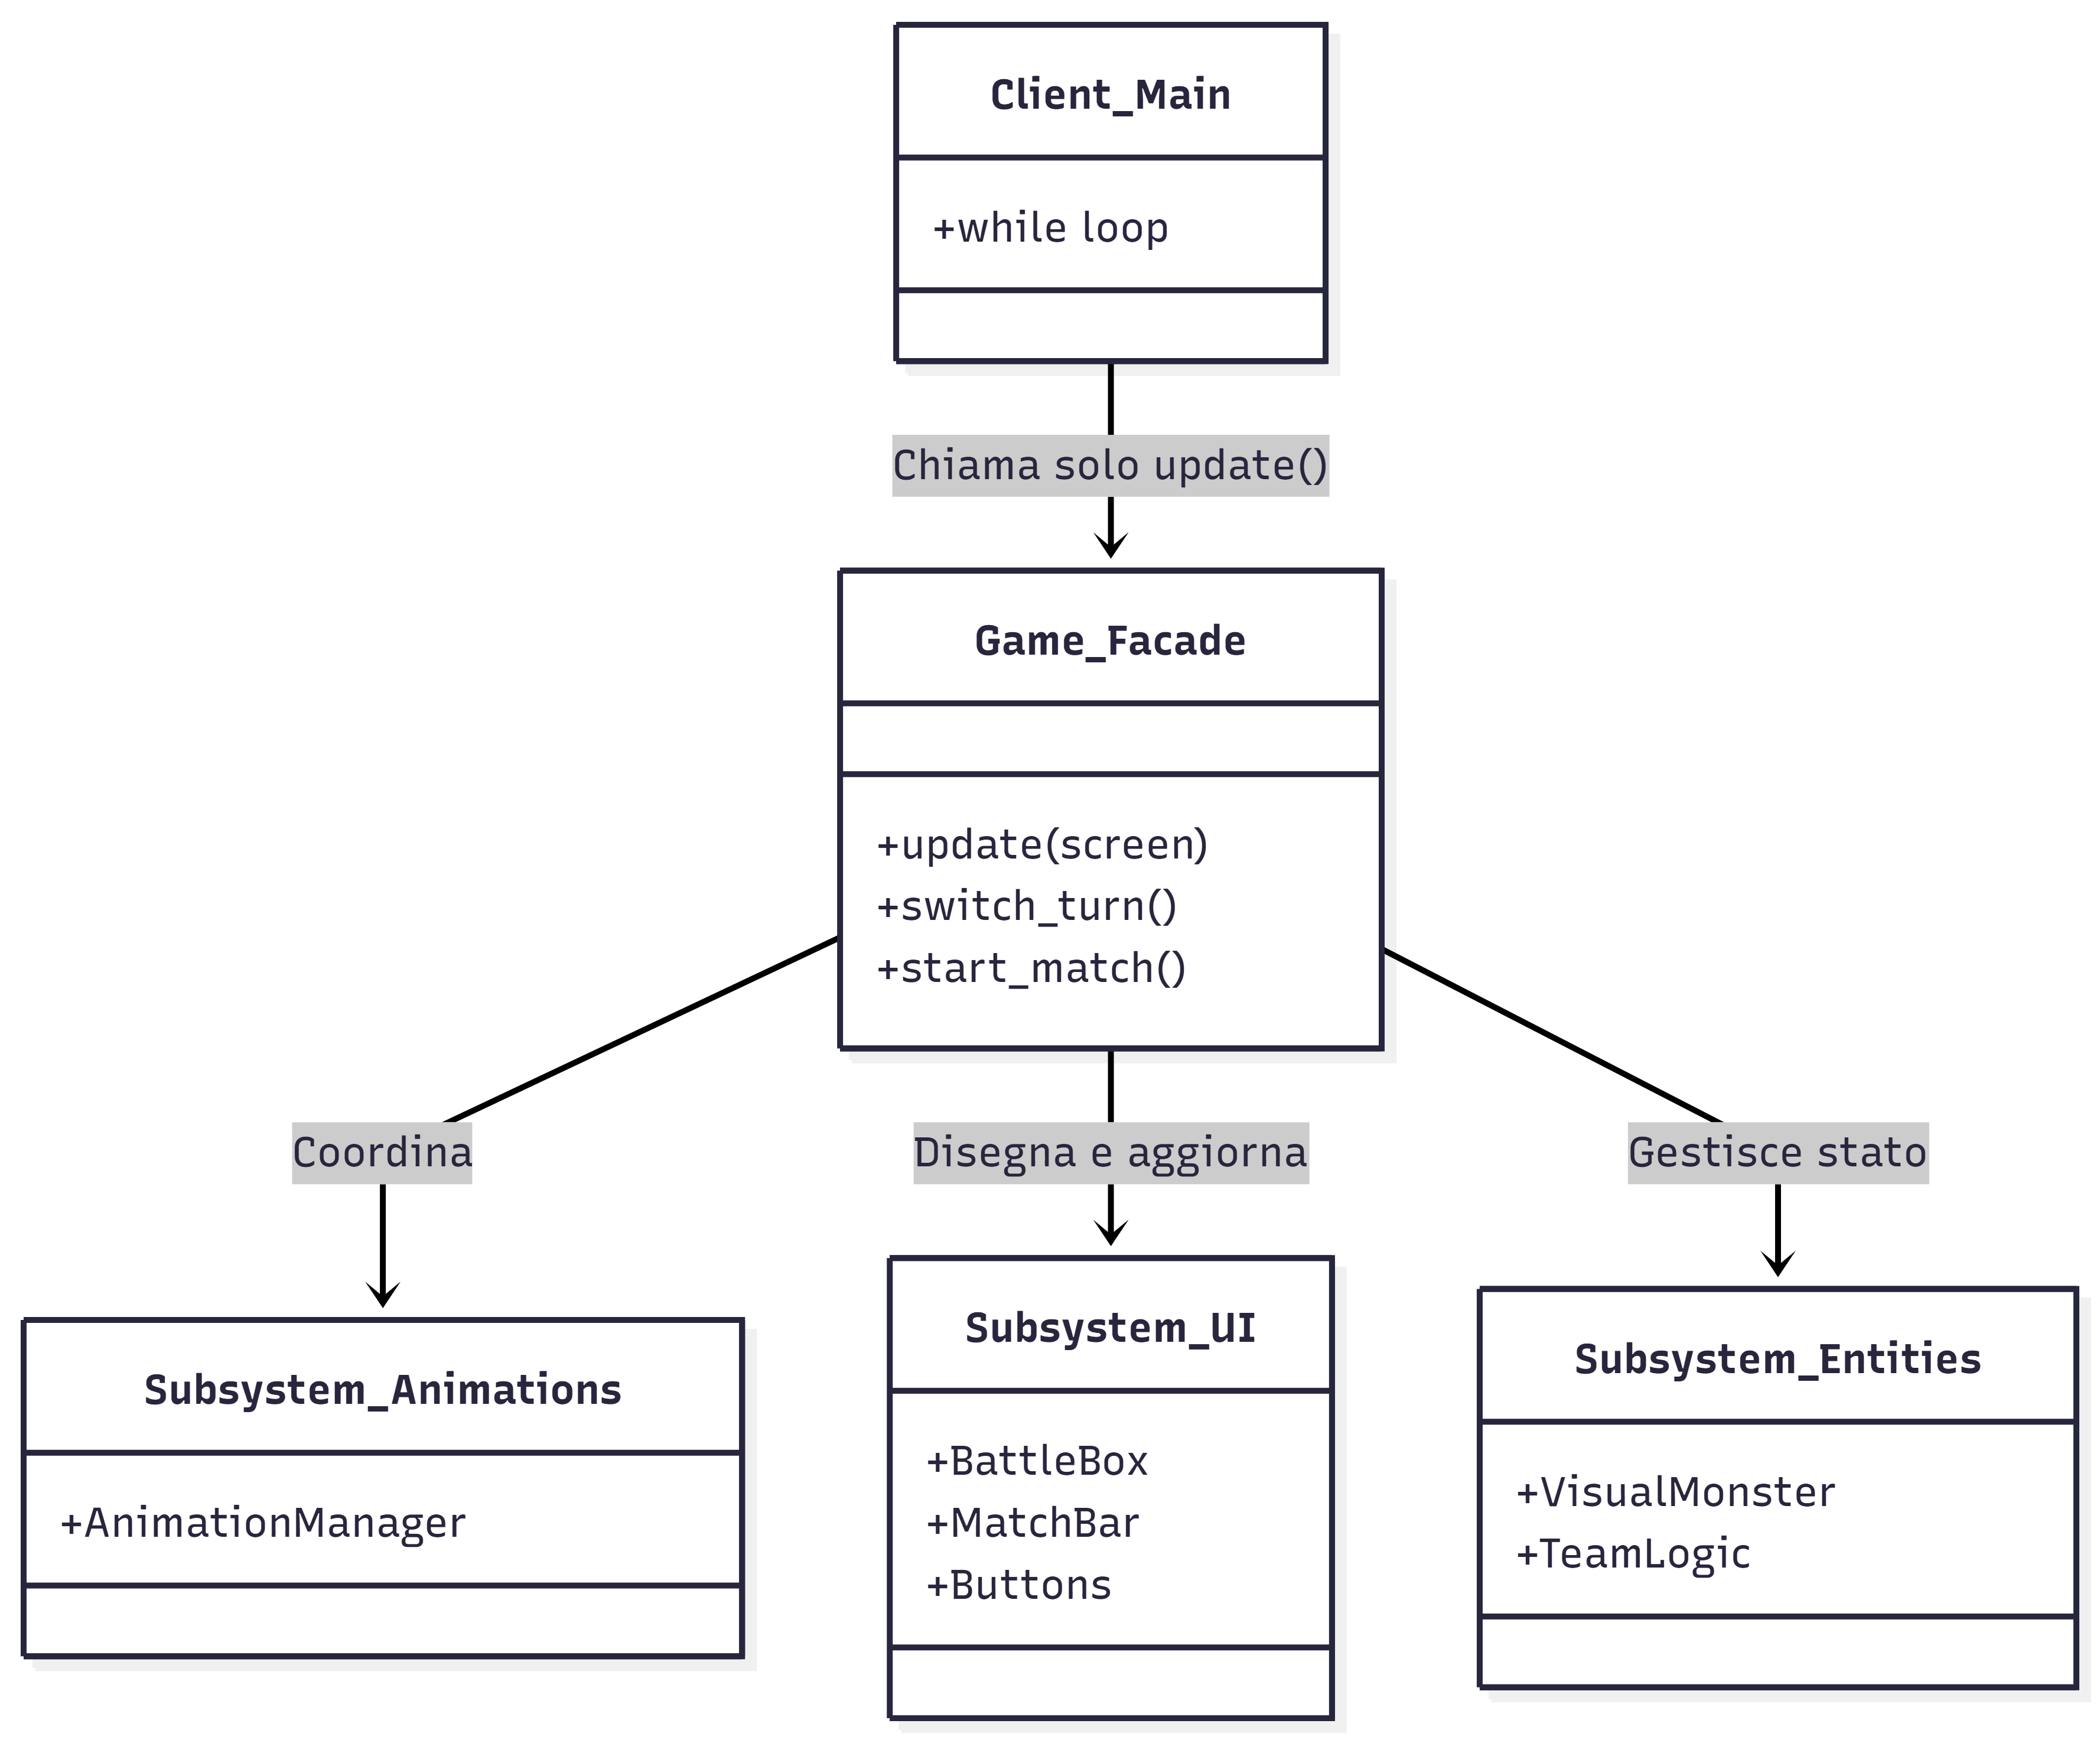 Client_Main
+while loop
Chiama solo update()
Game_Facade
+update(screen)
+switch_turn()
+start_match()
Coordina
Disegna e aggiorna
Gestisce stato
Subsystem_Animations
+AnimationManager
Subsystem_UI
+BattleBox
+MatchBar
+Buttons
Subsystem_Entities
+VisualMonster
+TeamLogic